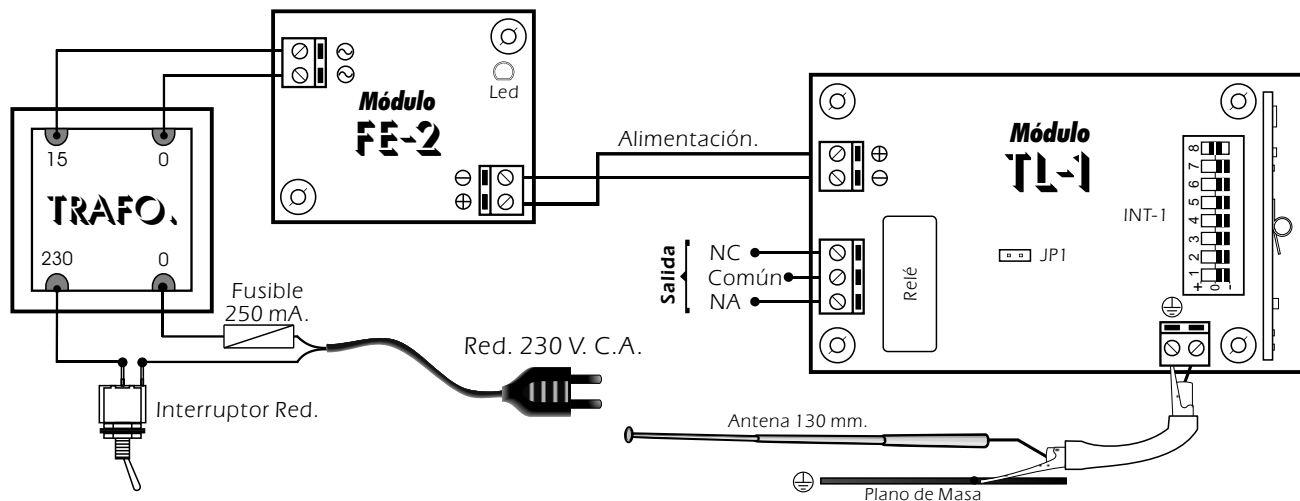 Led
Módulo
FE-2
15
0
TRAFO.
230
0
Fusible
250 mA.
Interruptor Red.
Red. 230 V. C.A.
Alimentación.
Módulo
TL-1
INT-1
8
7
6
5
4
3
2
1
+ 0 -
JP1
Relé
Salida
NC
Común
NA
Antena 130 mm.
Plano de Masa